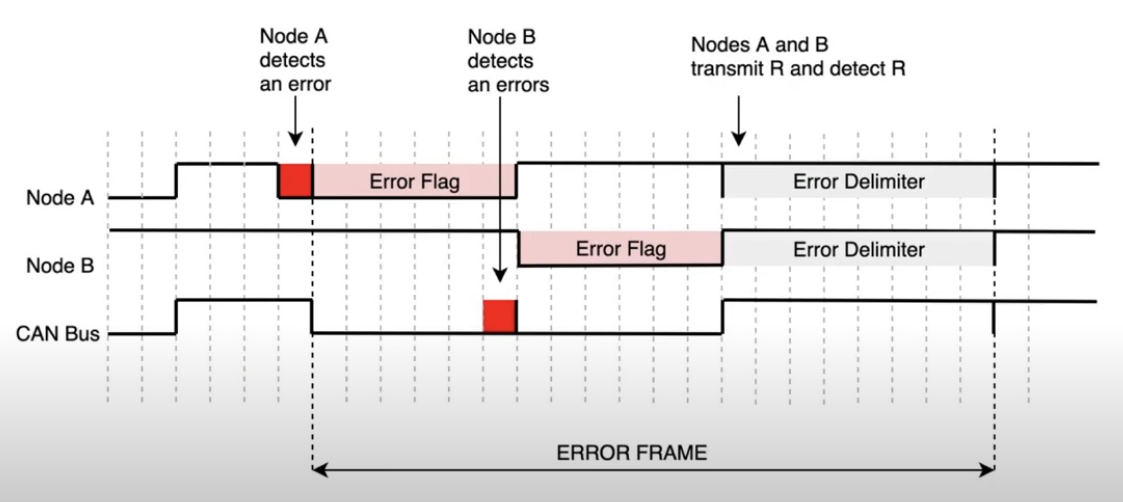 Node A
detects
an error
Node B
detects
an errors
Nodes A and B
transmit R and detect R
Node A
Error Flag
Error Delimiter
Node B
Error Flag
Error Delimiter
CAN Bus
ERROR FRAME